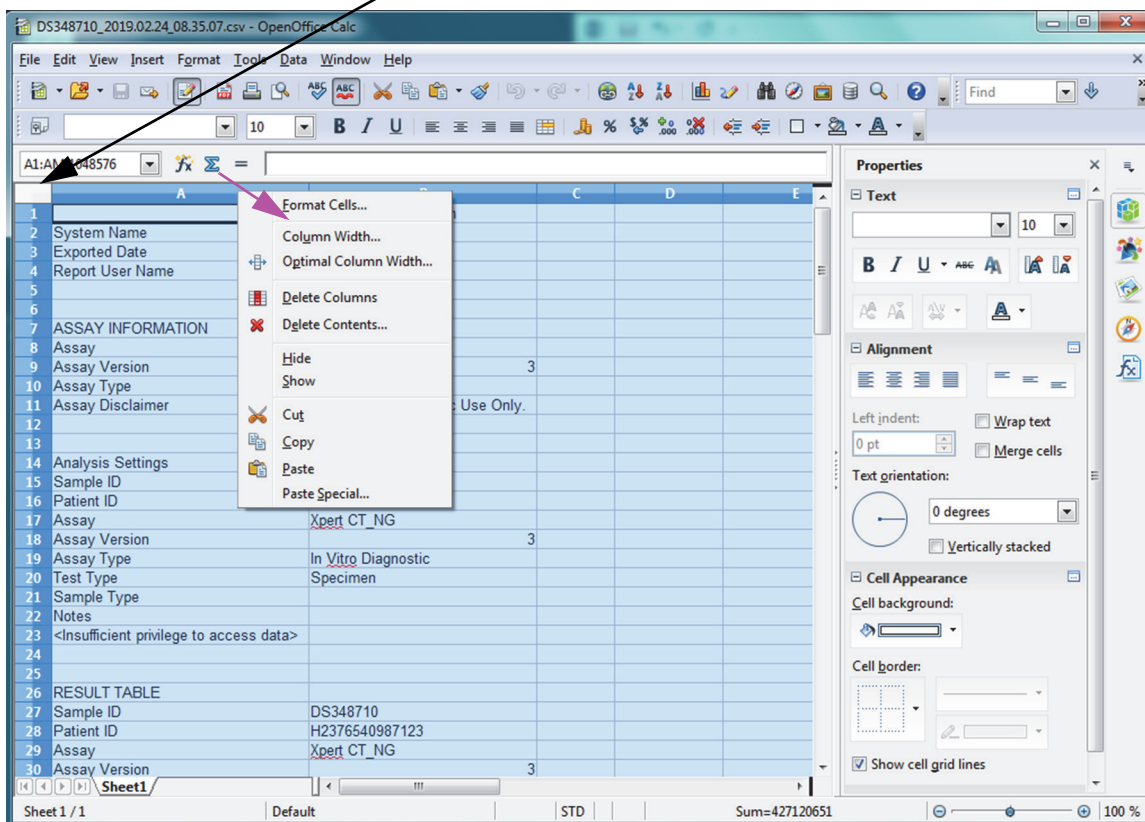 DS348710_2019.02.24_08.35.07.csv - OpenOffice Calc
File Edit View Insert Format Tools Data Window Help
ABC ABC Find
10 B I U
A1:AM 1048576 fx Σ =
A B C D E
1
2 System Name
3 Exported Date
4 Report User Name
5
6
7 ASSAY INFORMATION
8 Assay
9 Assay Version 3
10 Assay Type
11 Assay Disclaimer Use Only.
12
13
14 Analysis Settings
15 Sample ID
16 Patient ID
17 Assay Xpert CT_NG
18 Assay Version 3
19 Assay Type In Vitro Diagnostic
20 Test Type Specimen
21 Sample Type
22 Notes
23 <Insufficient privilege to access data>
24
25
26 RESULT TABLE
27 Sample ID DS348710
28 Patient ID H2376540987123
29 Assay Xpert CT_NG
30 Assay Version 3
Format Cells...
Column Width...
Optimal Column Width...
Delete Columns
Delete Contents...
Hide
Show
Cut
Copy
Paste
Paste Special...
Properties
Text
10
B I U ABC
Alignment
Left indent: Wrap text
0 pt Merge cells
Text orientation:
0 degrees
Vertically stacked
Cell Appearance
Cell background:
Cell border:
Show cell grid lines
Sheet1
Sheet 1 / 1 Default STD Sum=427120651 100 %